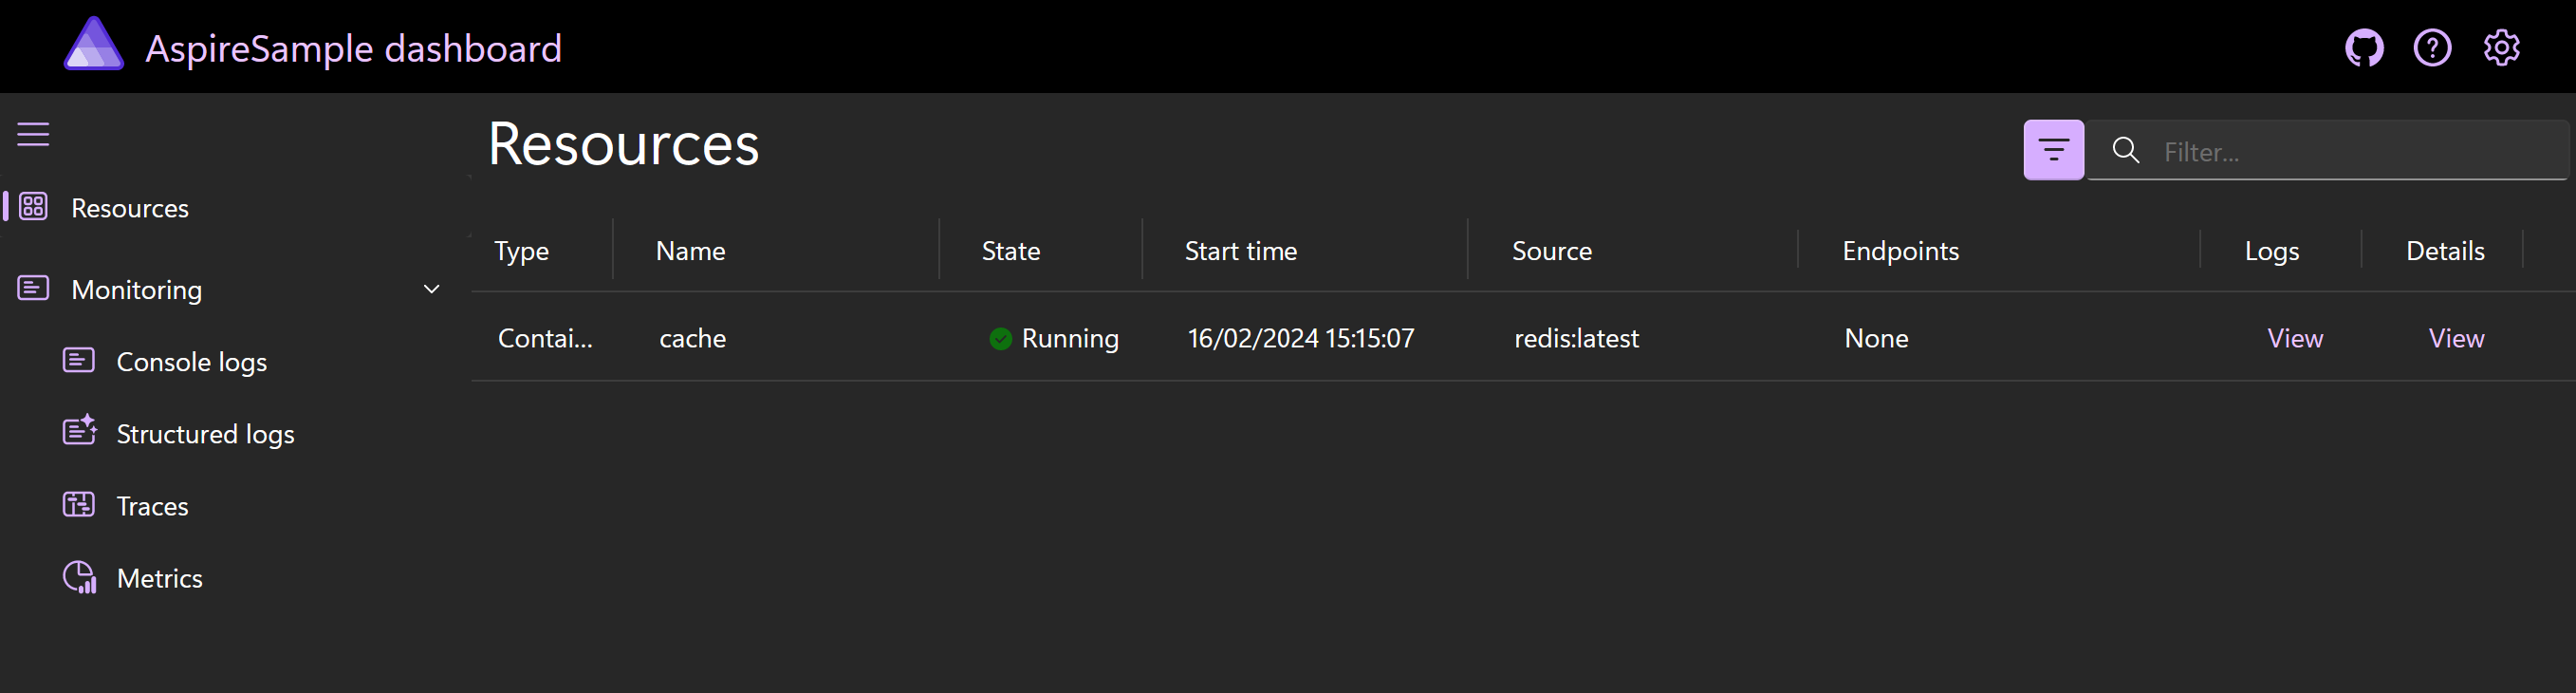 AspireSample dashboard
Resources
Filter...
Resources
Monitoring
Console logs
Structured logs
Traces
Metrics
Type Name State Start time Source Endpoints Logs Details
Contai... cache Running 16/02/2024 15:15:07 redis:latest None View View